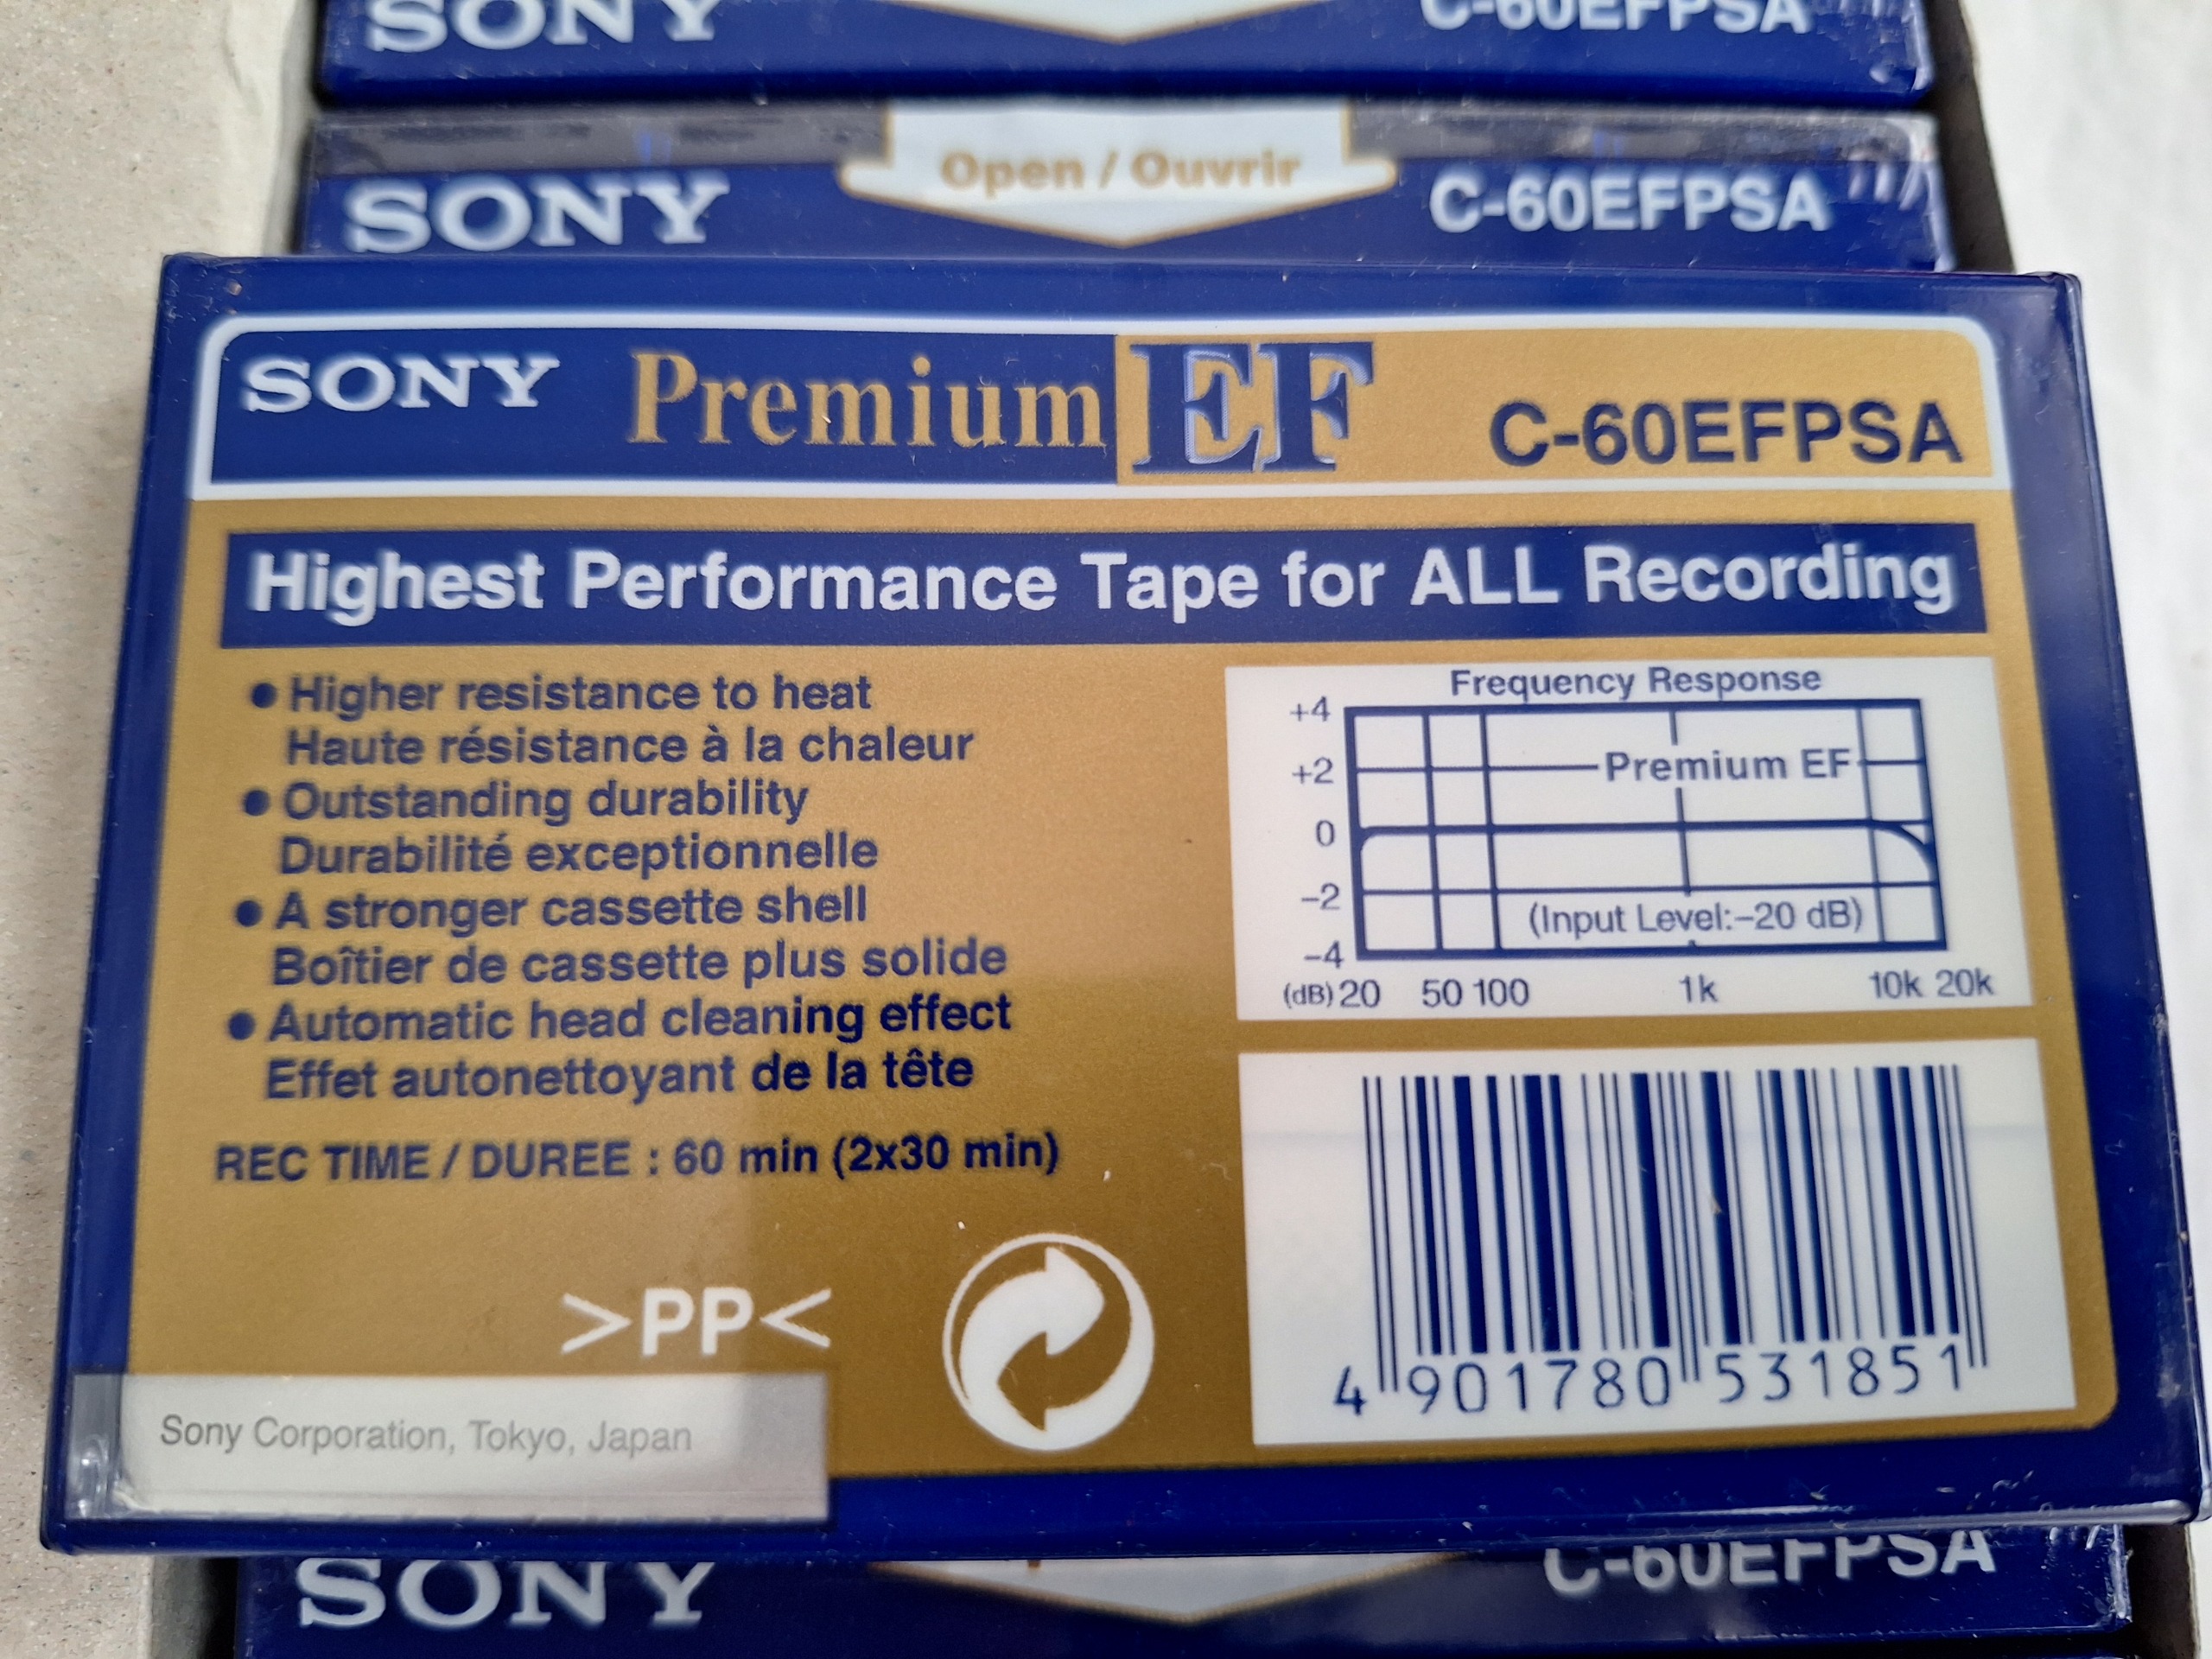 SONY C-60EFPSA
Open / Ouvrir
SONY C-60EFPSA
SONY Premium EF C-60EFPSA
Highest Performance Tape for ALL Recording
● Higher resistance to heat
Haute résistance à la chaleur
● Outstanding durability
Durabilité exceptionnelle
● A stronger cassette shell
Boîtier de cassette plus solide
● Automatic head cleaning effect
Effet autonettoyant de la tête
REC TIME / DUREE : 60 min (2x30 min)
>PP<
Sony Corporation, Tokyo, Japan
Frequency Response
+4
+2
Premium EF
0
-2
(Input Level:-20 dB)
-4
(dB) 20 50 100 1k 10k 20k
4 901780 531851
SONY C-60EFPSA